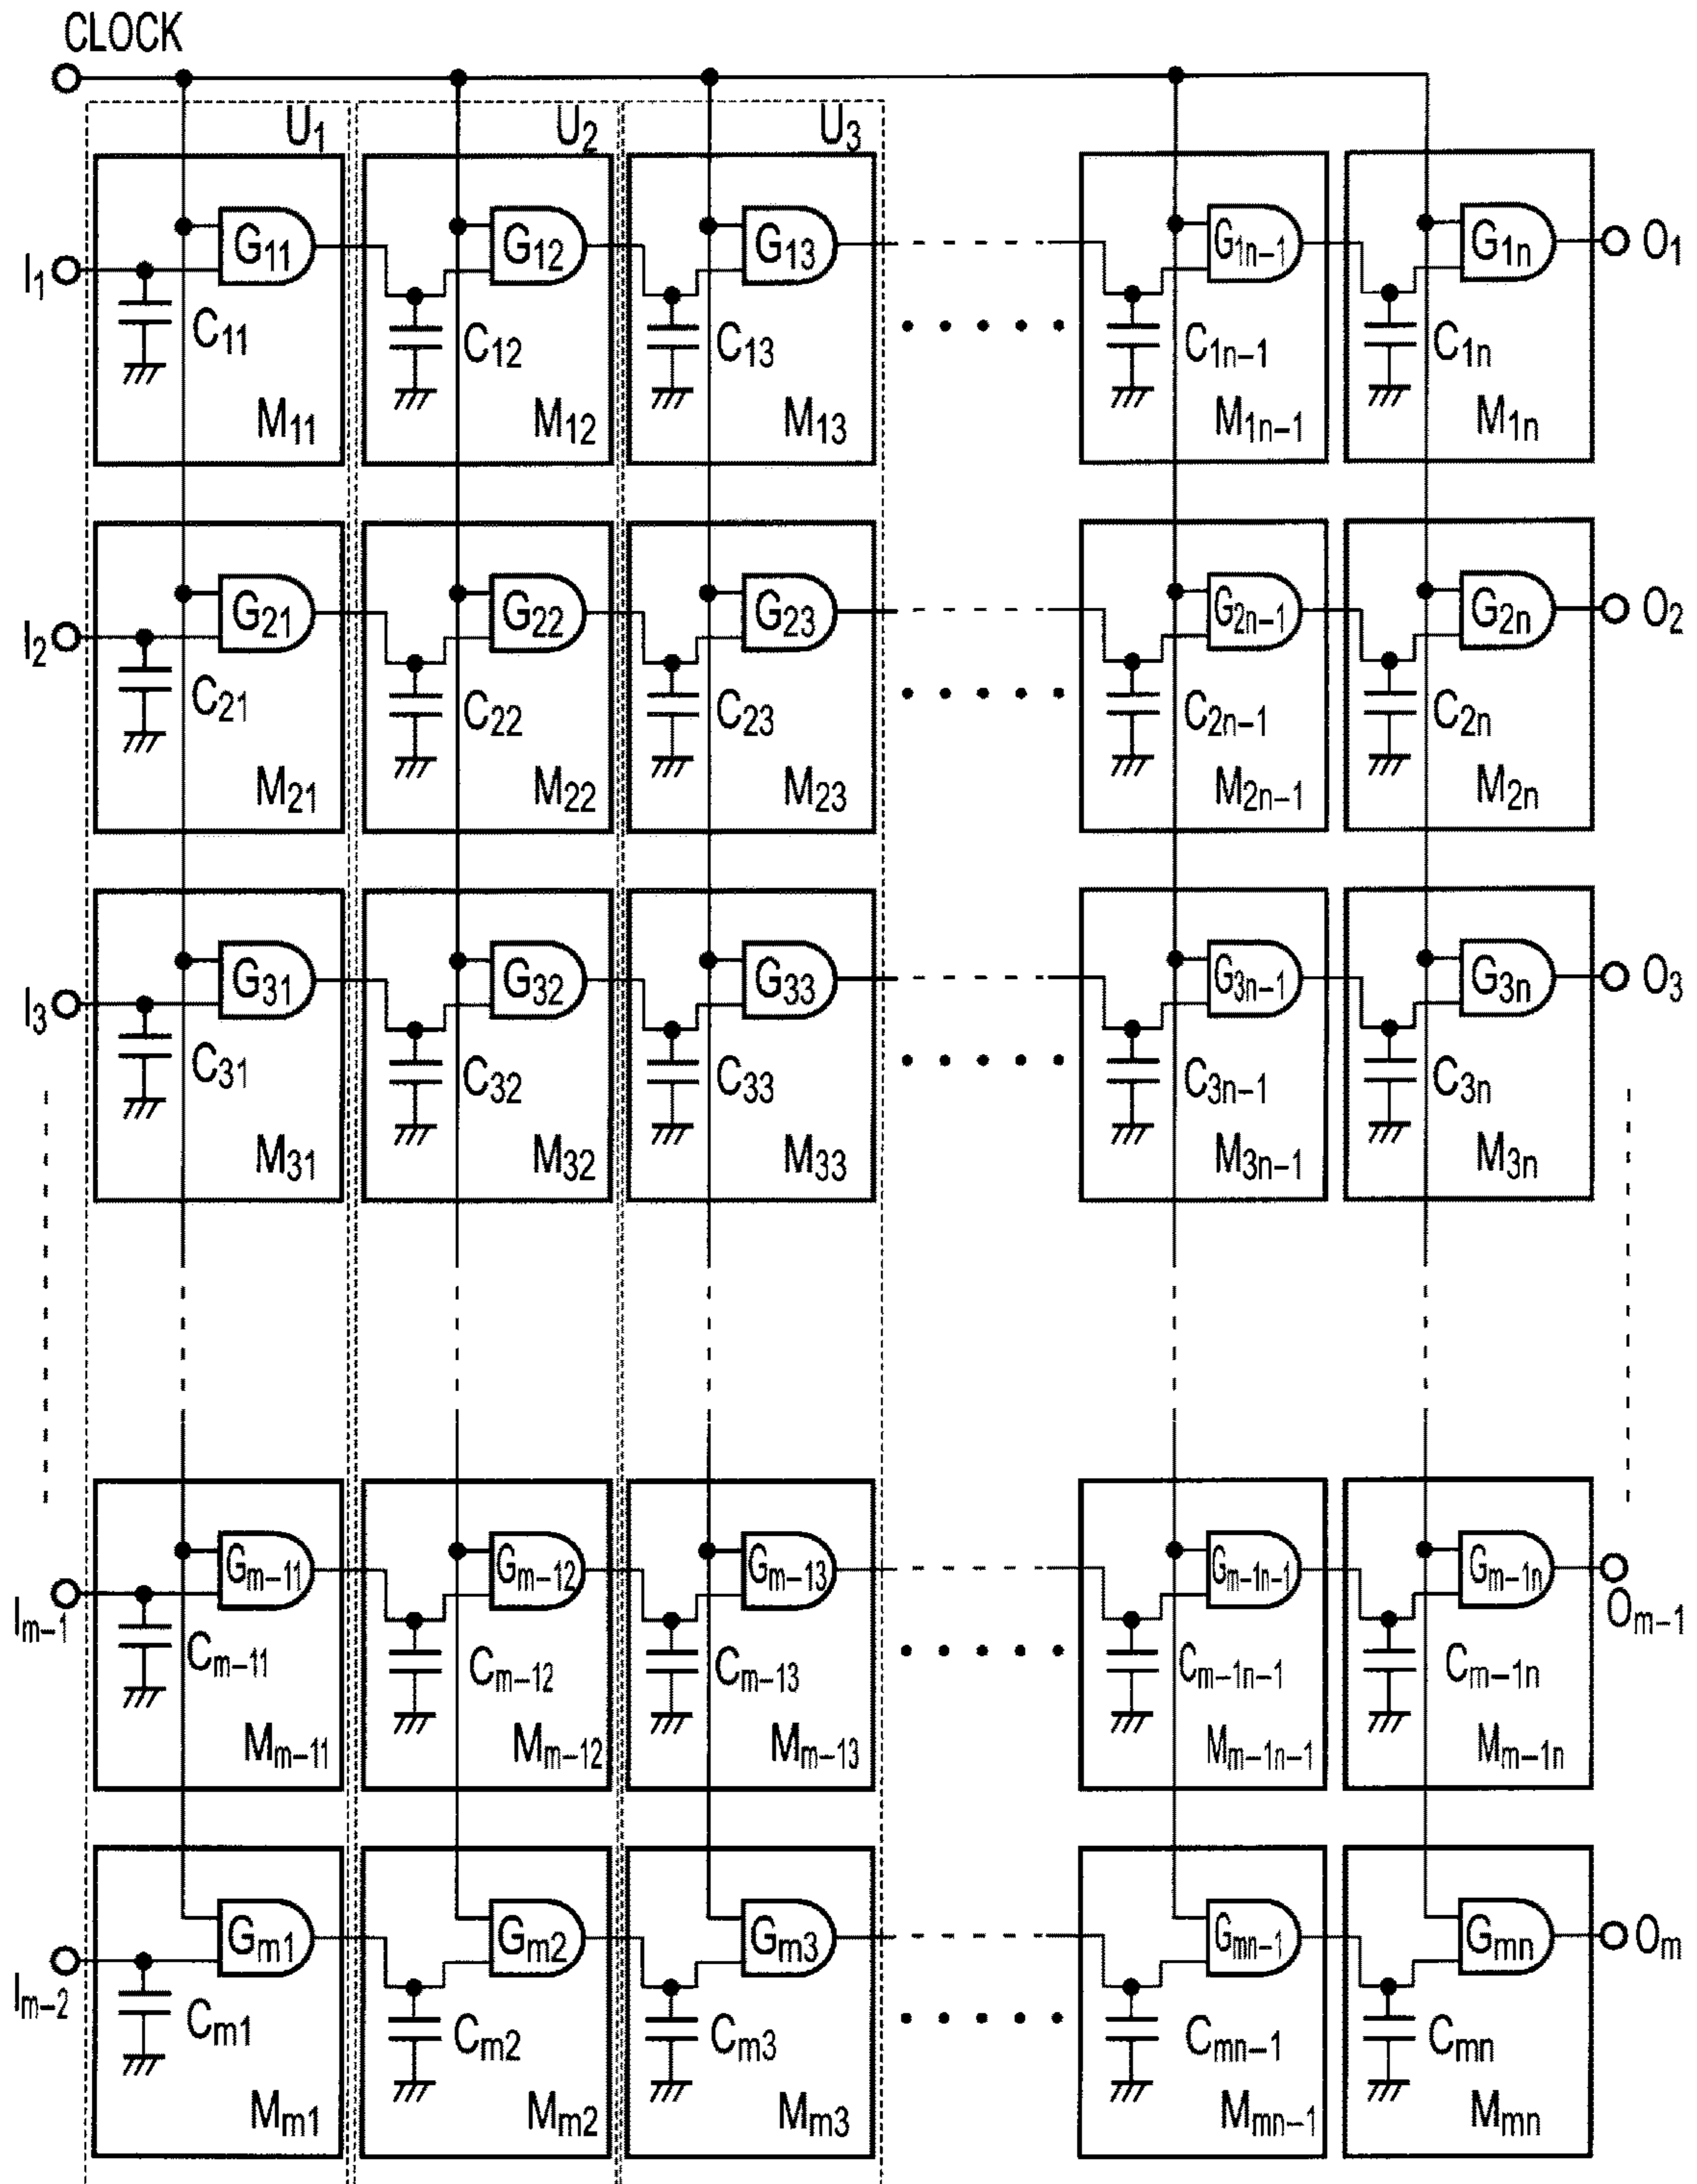 CLOCK
U₁ U₂ U₃
G₁₁ G₁₂ G₁₃ G₁ₙ₋₁ G₁ₙ O₁
I₁
C₁₁ C₁₂ C₁₃ C₁ₙ₋₁ C₁ₙ
M₁₁ M₁₂ M₁₃ M₁ₙ₋₁ M₁ₙ
G₂₁ G₂₂ G₂₃ G₂ₙ₋₁ G₂ₙ O₂
I₂
C₂₁ C₂₂ C₂₃ C₂ₙ₋₁ C₂ₙ
M₂₁ M₂₂ M₂₃ M₂ₙ₋₁ M₂ₙ
G₃₁ G₃₂ G₃₃ G₃ₙ₋₁ G₃ₙ O₃
I₃
C₃₁ C₃₂ C₃₃ C₃ₙ₋₁ C₃ₙ
M₃₁ M₃₂ M₃₃ M₃ₙ₋₁ M₃ₙ
Gₘ₋₁₁ Gₘ₋₁₂ Gₘ₋₁₃ Gₘ₋₁ₙ₋₁ Gₘ₋₁ₙ
Iₘ₋₁ Oₘ₋₁
Cₘ₋₁₁ Cₘ₋₁₂ Cₘ₋₁₃ Cₘ₋₁ₙ₋₁ Cₘ₋₁ₙ
Mₘ₋₁₁ Mₘ₋₁₂ Mₘ₋₁₃ Mₘ₋₁ₙ₋₁ Mₘ₋₁ₙ
Gₘ₁ Gₘ₂ Gₘ₃ Gₘₙ₋₁ Gₘₙ Oₘ
Iₘ₋₂
Cₘ₁ Cₘ₂ Cₘ₃ Cₘₙ₋₁ Cₘₙ
Mₘ₁ Mₘ₂ Mₘ₃ Mₘₙ₋₁ Mₘₙ